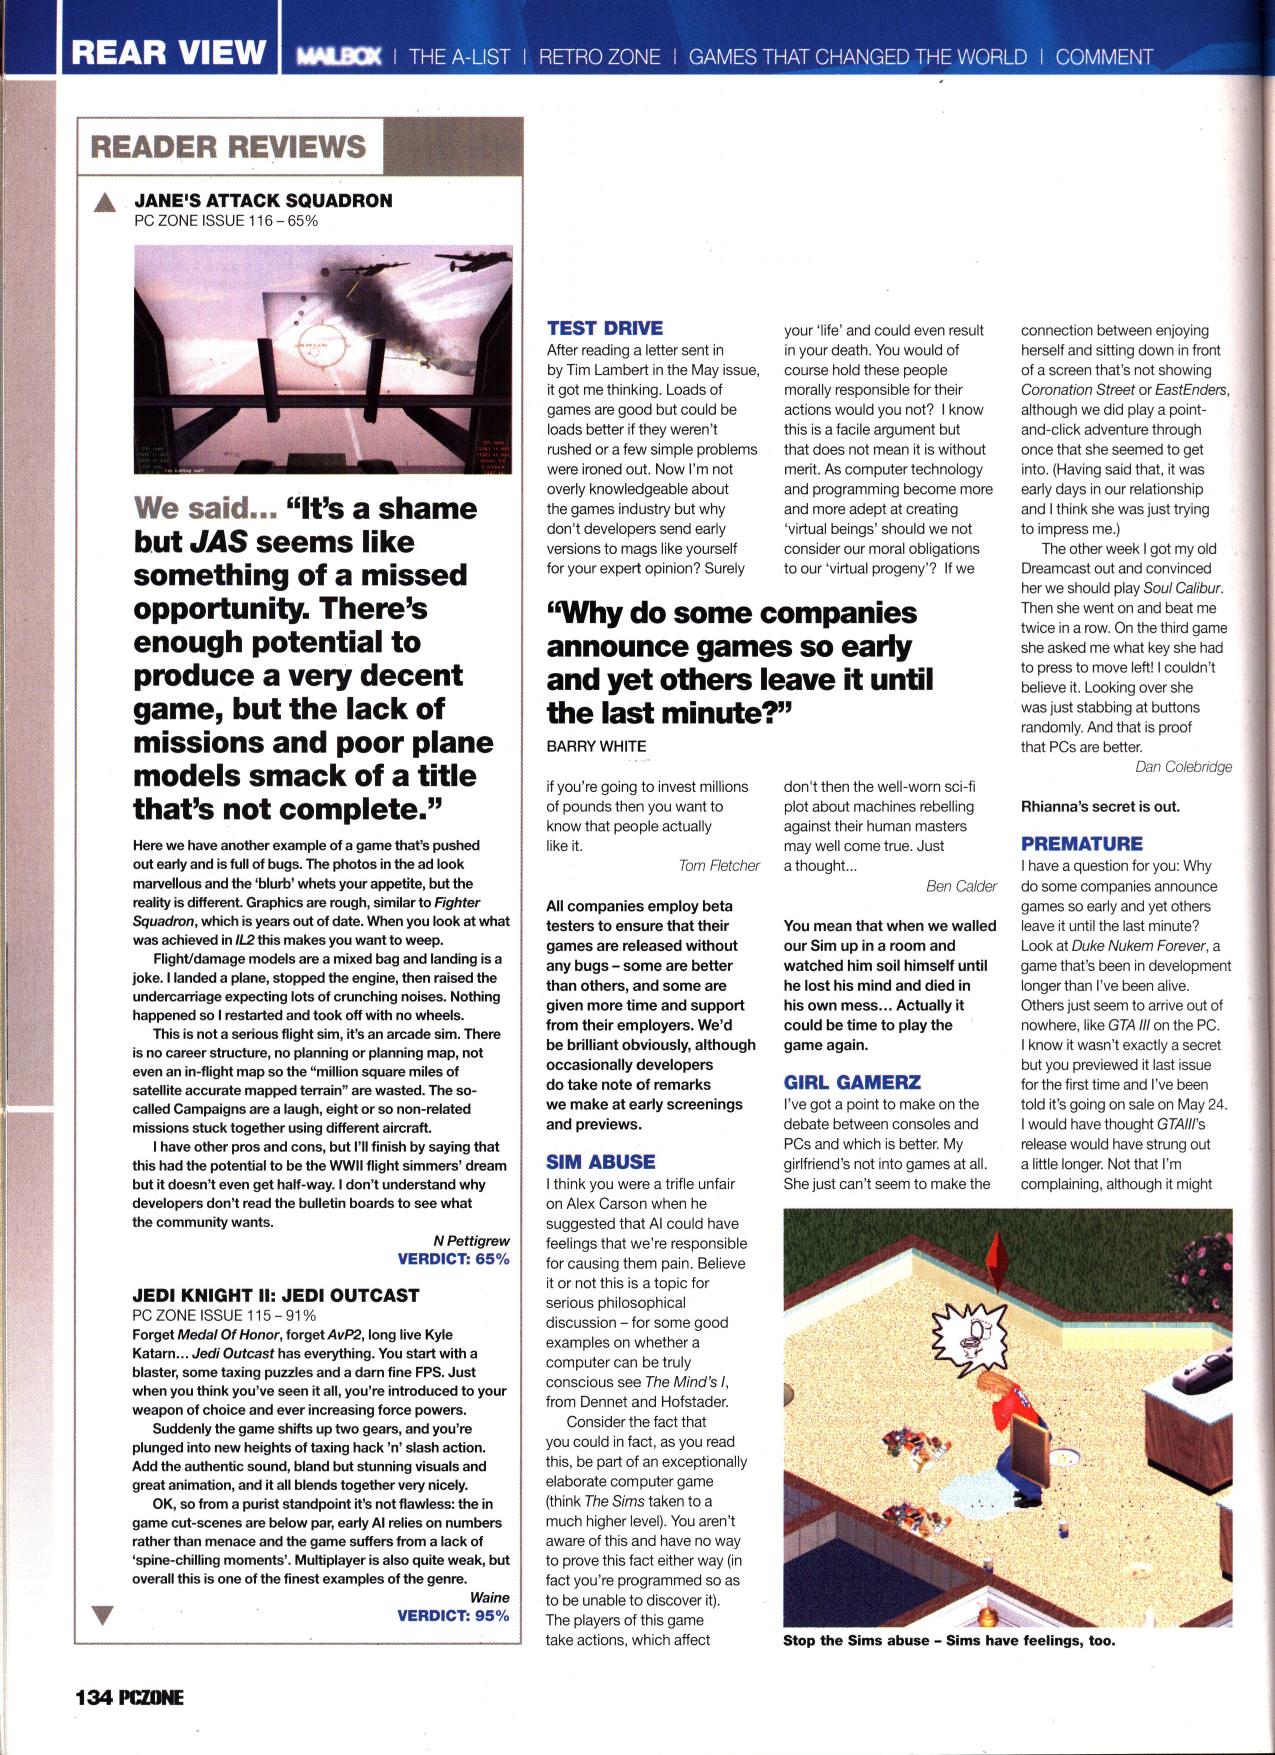 REAR VIEW
MAILBOX | THE A-LIST | RETRO ZONE | GAMES THAT CHANGED THE WORLD | COMMENT
READER REVIEWS
JANE'S ATTACK SQUADRON
PC ZONE ISSUE 116 – 65%
We said... “It’s a shame
but JAS seems like
something of a missed
opportunity. There’s
enough potential to
produce a very decent
game, but the lack of
missions and poor plane
models smack of a title
that’s not complete.”
Here we have another example of a game that’s pushed
out early and is full of bugs. The photos in the ad look
marvellous and the ‘blurb’ whets your appetite, but the
reality is different. Graphics are rough, similar to Fighter
Squadron, which is years out of date. When you look at what
was achieved in IL2 this makes you want to weep.
Flight/damage models are a mixed bag and landing is a
joke. I landed a plane, stopped the engine, then raised the
undercarriage expecting lots of crunching noises. Nothing
happened so I restarted and took off with no wheels.
This is not a serious flight sim, it’s an arcade sim. There
is no career structure, no planning or planning map, not
even an in-flight map so the “million square miles of
satellite accurate mapped terrain” are wasted. The so-
called Campaigns are a laugh, eight or so non-related
missions stuck together using different aircraft.
I have other pros and cons, but I’ll finish by saying that
this had the potential to be the WWII flight simmers’ dream
but it doesn’t even get half-way. I don’t understand why
developers don’t read the bulletin boards to see what
the community wants.
N Pettigrew
VERDICT: 65%
JEDI KNIGHT II: JEDI OUTCAST
PC ZONE ISSUE 115 – 91%
Forget Medal Of Honor, forget AvP2, long live Kyle
Katarn... Jedi Outcast has everything. You start with a
blaster, some taxing puzzles and a darn fine FPS. Just
when you think you’ve seen it all, you’re introduced to your
weapon of choice and ever increasing force powers.
Suddenly the game shifts up two gears, and you’re
plunged into new heights of taxing hack ’n’ slash action.
Add the authentic sound, bland but stunning visuals and
great animation, and it all blends together very nicely.
OK, so from a purist standpoint it’s not flawless: the in
game cut-scenes are below par, early AI relies on numbers
rather than menace and the game suffers from a lack of
‘spine-chilling moments’. Multiplayer is also quite weak, but
overall this is one of the finest examples of the genre.
Waine
VERDICT: 95%
TEST DRIVE
After reading a letter sent in
by Tim Lambert in the May issue,
it got me thinking. Loads of
games are good but could be
loads better if they weren’t
rushed or a few simple problems
were ironed out. Now I’m not
overly knowledgeable about
the games industry but why
don’t developers send early
versions to mags like yourself
for your expert opinion? Surely
“Why do some companies
announce games so early
and yet others leave it until
the last minute?”
BARRY WHITE
if you’re going to invest millions
of pounds then you want to
know that people actually
like it.
Tom Fletcher
All companies employ beta
testers to ensure that their
games are released without
any bugs – some are better
than others, and some are
given more time and support
from their employers. We’d
be brilliant obviously, although
occasionally developers
do take note of remarks
we make at early screenings
and previews.
SIM ABUSE
I think you were a trifle unfair
on Alex Carson when he
suggested that AI could have
feelings that we’re responsible
for causing them pain. Believe
it or not this is a topic for
serious philosophical
discussion – for some good
examples on whether a
computer can be truly
conscious see The Mind’s I,
from Dennet and Hofstader.
Consider the fact that
you could in fact, as you read
this, be part of an exceptionally
elaborate computer game
(think The Sims taken to a
much higher level). You aren’t
aware of this and have no way
to prove this fact either way (in
fact you’re programmed so as
to be unable to discover it).
The players of this game
take actions, which affect
your ‘life’ and could even result
in your death. You would of
course hold these people
morally responsible for their
actions would you not? I know
this is a facile argument but
that does not mean it is without
merit. As computer technology
and programming become more
and more adept at creating
‘virtual beings’ should we not
consider our moral obligations
to our ‘virtual progeny’? If we
don't then the well-worn sci-fi
plot about machines rebelling
against their human masters
may well come true. Just
a thought...
Ben Calder
You mean that when we walled
our Sim up in a room and
watched him soil himself until
he lost his mind and died in
his own mess... Actually it
could be time to play the
game again.
GIRL GAMERZ
I’ve got a point to make on the
debate between consoles and
PCs and which is better. My
girlfriend’s not into games at all.
She just can’t seem to make the
connection between enjoying
herself and sitting down in front
of a screen that’s not showing
Coronation Street or EastEnders,
although we did play a point-
and-click adventure through
once that she seemed to get
into. (Having said that, it was
early days in our relationship
and I think she was just trying
to impress me.)
The other week I got my old
Dreamcast out and convinced
her we should play Soul Calibur.
Then she went on and beat me
twice in a row. On the third game
she asked me what key she had
to press to move left! I couldn’t
believe it. Looking over she
was just stabbing at buttons
randomly. And that is proof
that PCs are better.
Dan Colebridge
Rhianna’s secret is out.
PREMATURE
I have a question for you: Why
do some companies announce
games so early and yet others
leave it until the last minute?
Look at Duke Nukem Forever, a
game that’s been in development
longer than I’ve been alive.
Others just seem to arrive out of
nowhere, like GTA III on the PC.
I know it wasn’t exactly a secret
but you previewed it last issue
for the first time and I’ve been
told it’s going on sale on May 24.
I would have thought GTAIII’s
release would have strung out
a little longer. Not that I’m
complaining, although it might
Stop the Sims abuse – Sims have feelings, too.
134 PCZONE